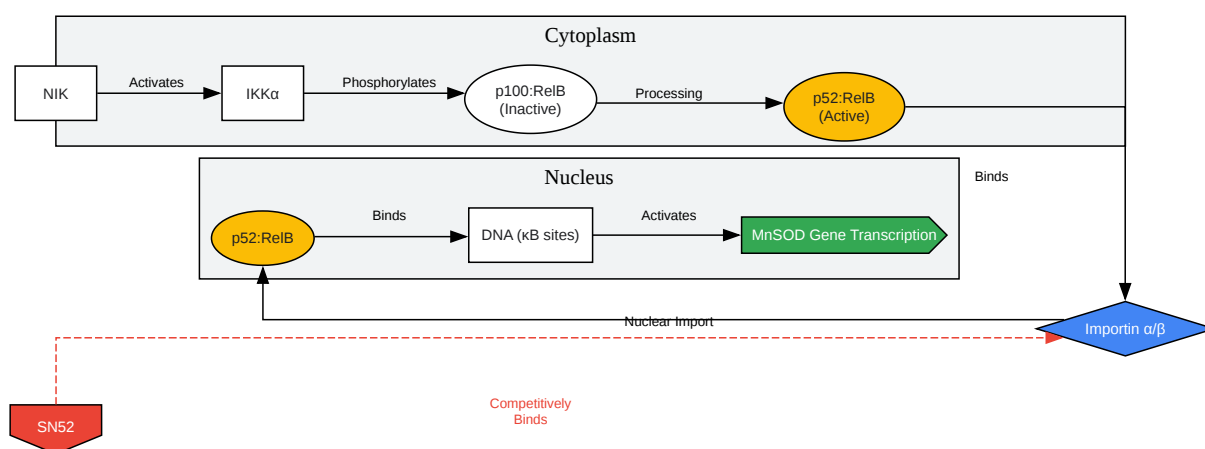 Cytoplasm
NIK
Activates
IKKα
Phosphorylates
p100:RelB
(Inactive)
Processing
p52:RelB
(Active)
Nucleus
Binds
p52:RelB
Binds
DNA (κB sites)
Activates
MnSOD Gene Transcription
Nuclear Import
Importin α/β
Competitively
Binds
SN52